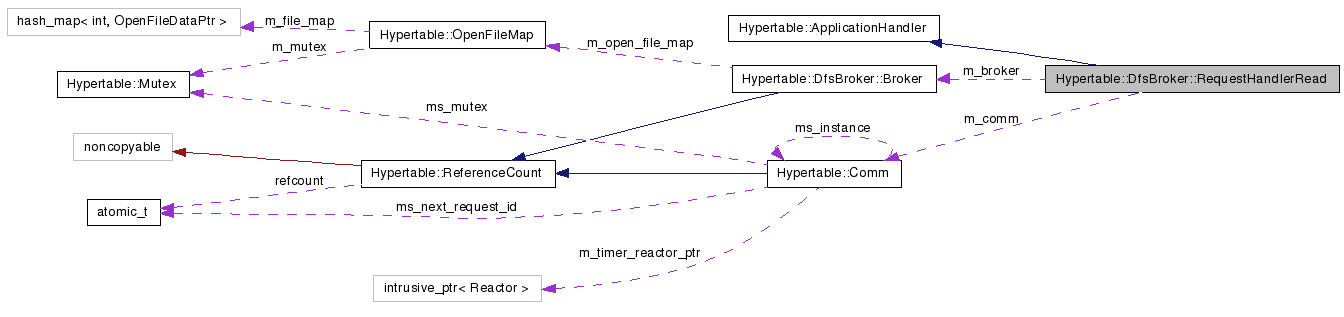 hash_map< int, OpenFileDataPtr >
m_file_map
Hypertable::OpenFileMap
Hypertable::ApplicationHandler
m_mutex
m_open_file_map
Hypertable::Mutex
Hypertable::DfsBroker::Broker
m_broker
Hypertable::DfsBroker::RequestHandlerRead
ms_mutex
m_comm
ms_instance
noncopyable
Hypertable::ReferenceCount
Hypertable::Comm
refcount
atomic_t
ms_next_request_id
m_timer_reactor_ptr
intrusive_ptr< Reactor >